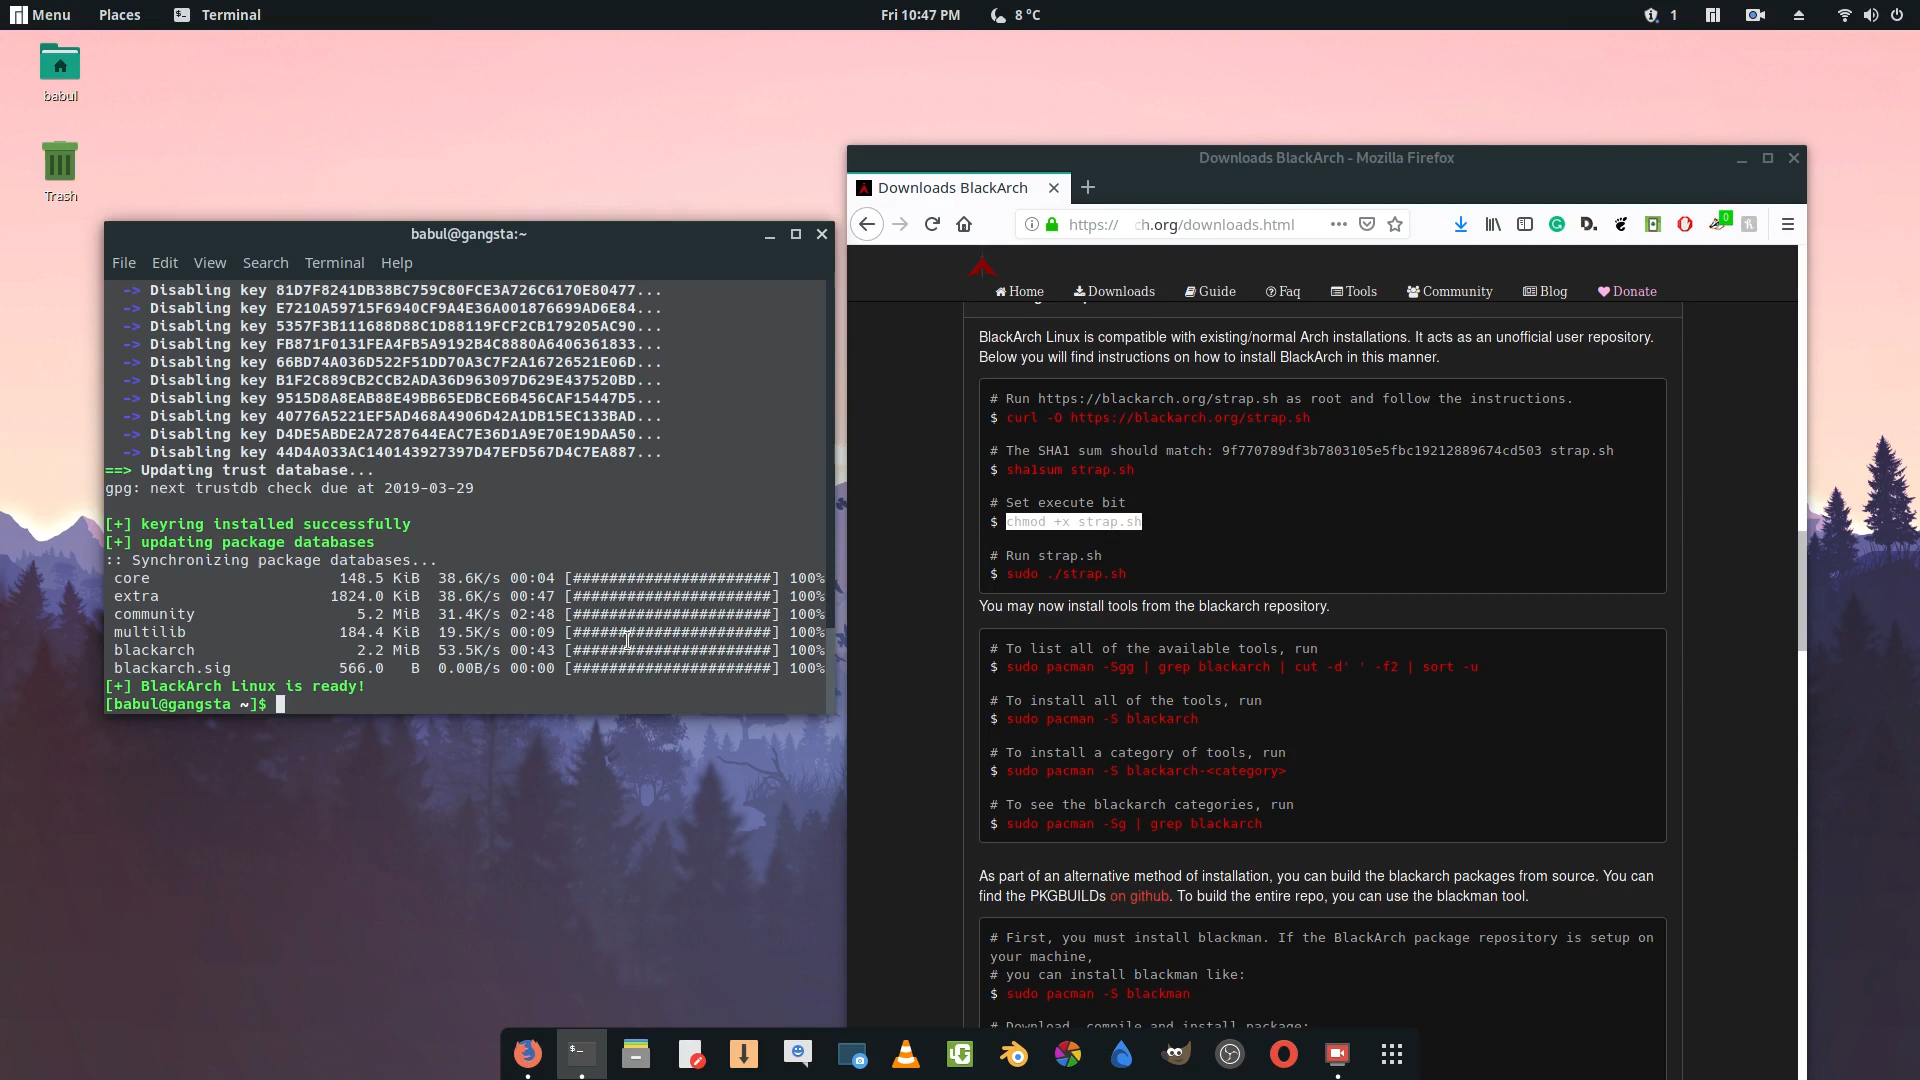 Menu Places Terminal Fri 10:47 PM 8 °C 1
babul
Trash
babul@gangsta:~
File Edit View Search Terminal Help
-> Disabling key 81D7F8241DB38BC759C80FCE3A726C6170E80477...
-> Disabling key E7210A59715F6940CF9A4E36A001876699AD6E84...
-> Disabling key 5357F3B111688D88C1D88119FCF2CB179205AC90...
-> Disabling key FB871F0131FEA4FB5A9192B4C8880A6406361833...
-> Disabling key 66BD74A036D522F51DD70A3C7F2A16726521E06D...
-> Disabling key B1F2C889CB2CCB2ADA36D963097D629E437520BD...
-> Disabling key 9515D8A8EAB88E49BB65EDBCE6B456CAF15447D5...
-> Disabling key 40776A5221EF5AD468A4906D42A1DB15EC133BAD...
-> Disabling key D4DE5ABDE2A7287644EAC7E36D1A9E70E19DAA50...
-> Disabling key 44D4A033AC140143927397D47EFD567D4C7EA887...
==> Updating trust database...
gpg: next trustdb check due at 2019-03-29
[+] keyring installed successfully
[+] updating package databases
:: Synchronizing package databases...
core 148.5 KiB 38.6K/s 00:04 [######################] 100%
extra 1824.0 KiB 38.6K/s 00:47 [######################] 100%
community 5.2 MiB 31.4K/s 02:48 [######################] 100%
multilib 184.4 KiB 19.5K/s 00:09 [######################] 100%
blackarch 2.2 MiB 53.5K/s 00:43 [######################] 100%
blackarch.sig 566.0 B 0.00B/s 00:00 [######################] 100%
[+] BlackArch Linux is ready!
[babul@gangsta ~]$
Downloads BlackArch - Mozilla Firefox
Downloads BlackArch
https:// ch.org/downloads.html
D. 0
Home Downloads Guide Faq Tools Community Blog Donate
BlackArch Linux is compatible with existing/normal Arch installations. It acts as an unofficial user repository.
Below you will find instructions on how to install BlackArch in this manner.
# Run https://blackarch.org/strap.sh as root and follow the instructions.
$ curl -O https://blackarch.org/strap.sh
# The SHA1 sum should match: 9f770789df3b7803105e5fbc19212889674cd503 strap.sh
$ sha1sum strap.sh
# Set execute bit
$ chmod +x strap.sh
# Run strap.sh
$ sudo ./strap.sh
You may now install tools from the blackarch repository.
# To list all of the available tools, run
$ sudo pacman -Sgg | grep blackarch | cut -d' ' -f2 | sort -u
# To install all of the tools, run
$ sudo pacman -S blackarch
# To install a category of tools, run
$ sudo pacman -S blackarch-<category>
# To see the blackarch categories, run
$ sudo pacman -Sg | grep blackarch
As part of an alternative method of installation, you can build the blackarch packages from source. You can
find the PKGBUILDs on github. To build the entire repo, you can use the blackman tool.
# First, you must install blackman. If the BlackArch package repository is setup on
your machine,
# you can install blackman like:
$ sudo pacman -S blackman
# Download, compile and install package: